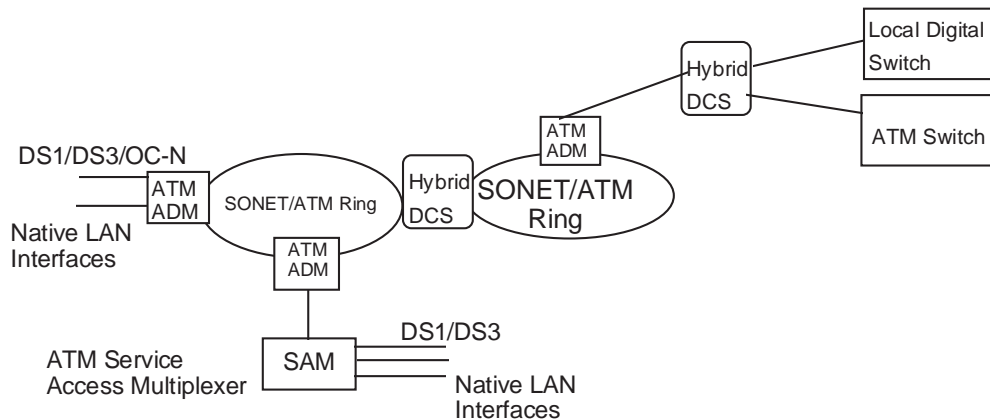 Local Digital
Switch
Hybrid
DCS
ATM Switch
ATM
ADM
DS1/DS3/OC-N
ATM
ADM
Native LAN
Interfaces
SONET/ATM Ring
Hybrid
DCS
SONET/ATM
Ring
ATM
ADM
DS1/DS3
SAM
ATM Service
Access Multiplexer
Native LAN
Interfaces